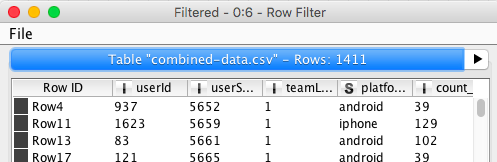 Filtered - 0:6 - Row Filter
File
Table "combined-data.csv" - Rows: 1411
Row ID I userId I userS... I teamL... S platfo... I count_
Row4 937 5652 1 android 39
Row11 1623 5659 1 iphone 129
Row13 83 5661 1 android 102
Row17 121 5665 1 android 39